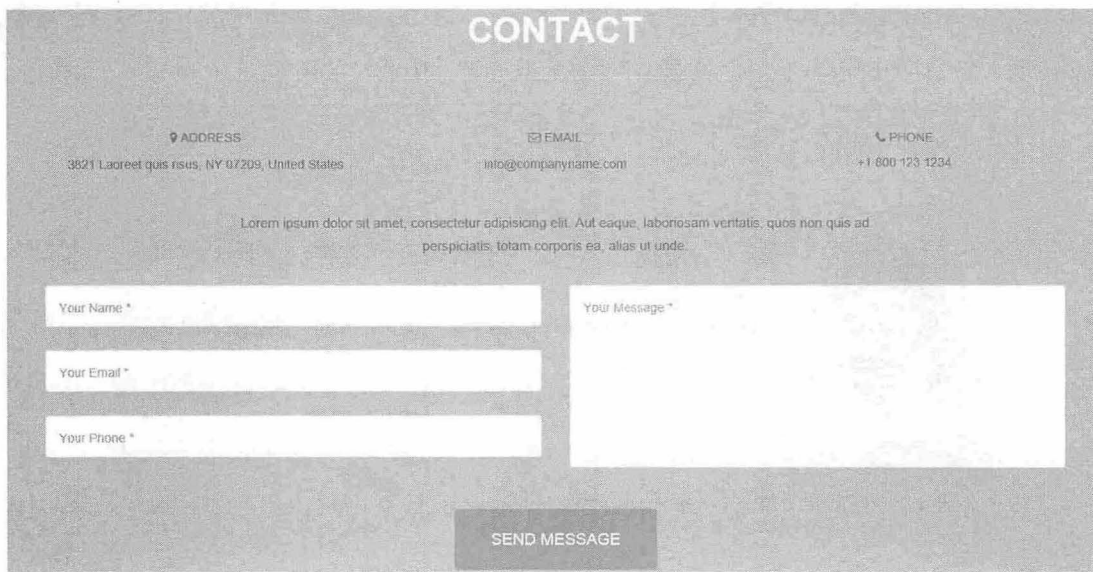 CONTACT
ADDRESS
3821 Laoreet quis risus, NY 07209, United States
EMAIL
info@companyname.com
PHONE
+1 800 123 1234
Lorem ipsum dolor sit amet, consectetur adipisicing elit. Aut eaque, laboriosam veritatis, quos non quis ad
perspiciatis, totam corporis ea, alias ut unde.
Your Name *
Your Email *
Your Phone *
Your Message *
SEND MESSAGE